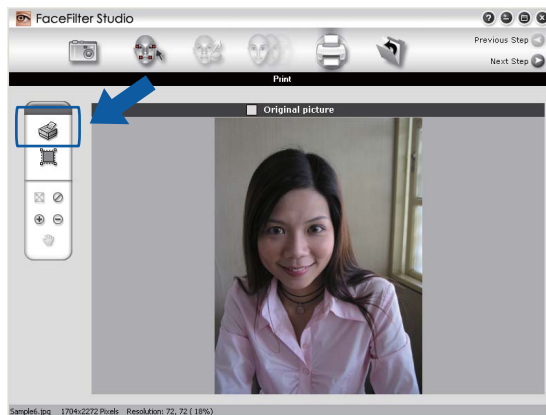 FaceFilter Studio
Previous Step
Next Step
Print
Original picture
Sample6.jpg 1704x2272 Pixels Resolution: 72, 72 ( 18%)